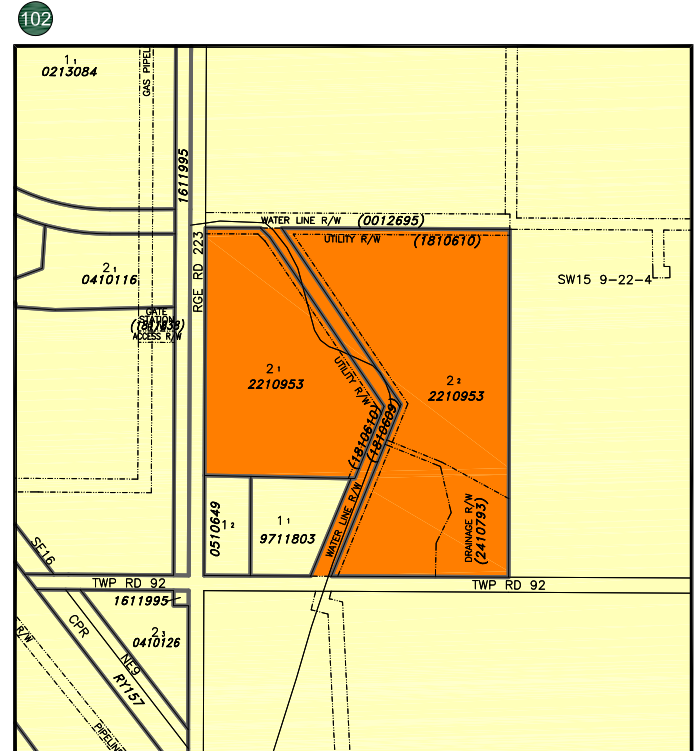 102
1 1
0213084
GAS PIPEL
1611995
WATER LINE R/W (0012695)
UTILITY R/W (1810610)
RGE RD 223
2 1
0410116
SW15 9-22-4
GATE
STATION
ACCESS R/W
2 1
2210953
2 2
2210953
UTILITY R/W
(1810610)
(1810609)
0510649
1 2
1 1
9711803
WATER LINE R/W
DRAINAGE R/W
(2410793)
SE16
TWP RD 92
TWP RD 92
1611995
CPR
2 3
0410126
NE9
RY157
R/W
PIPELINE